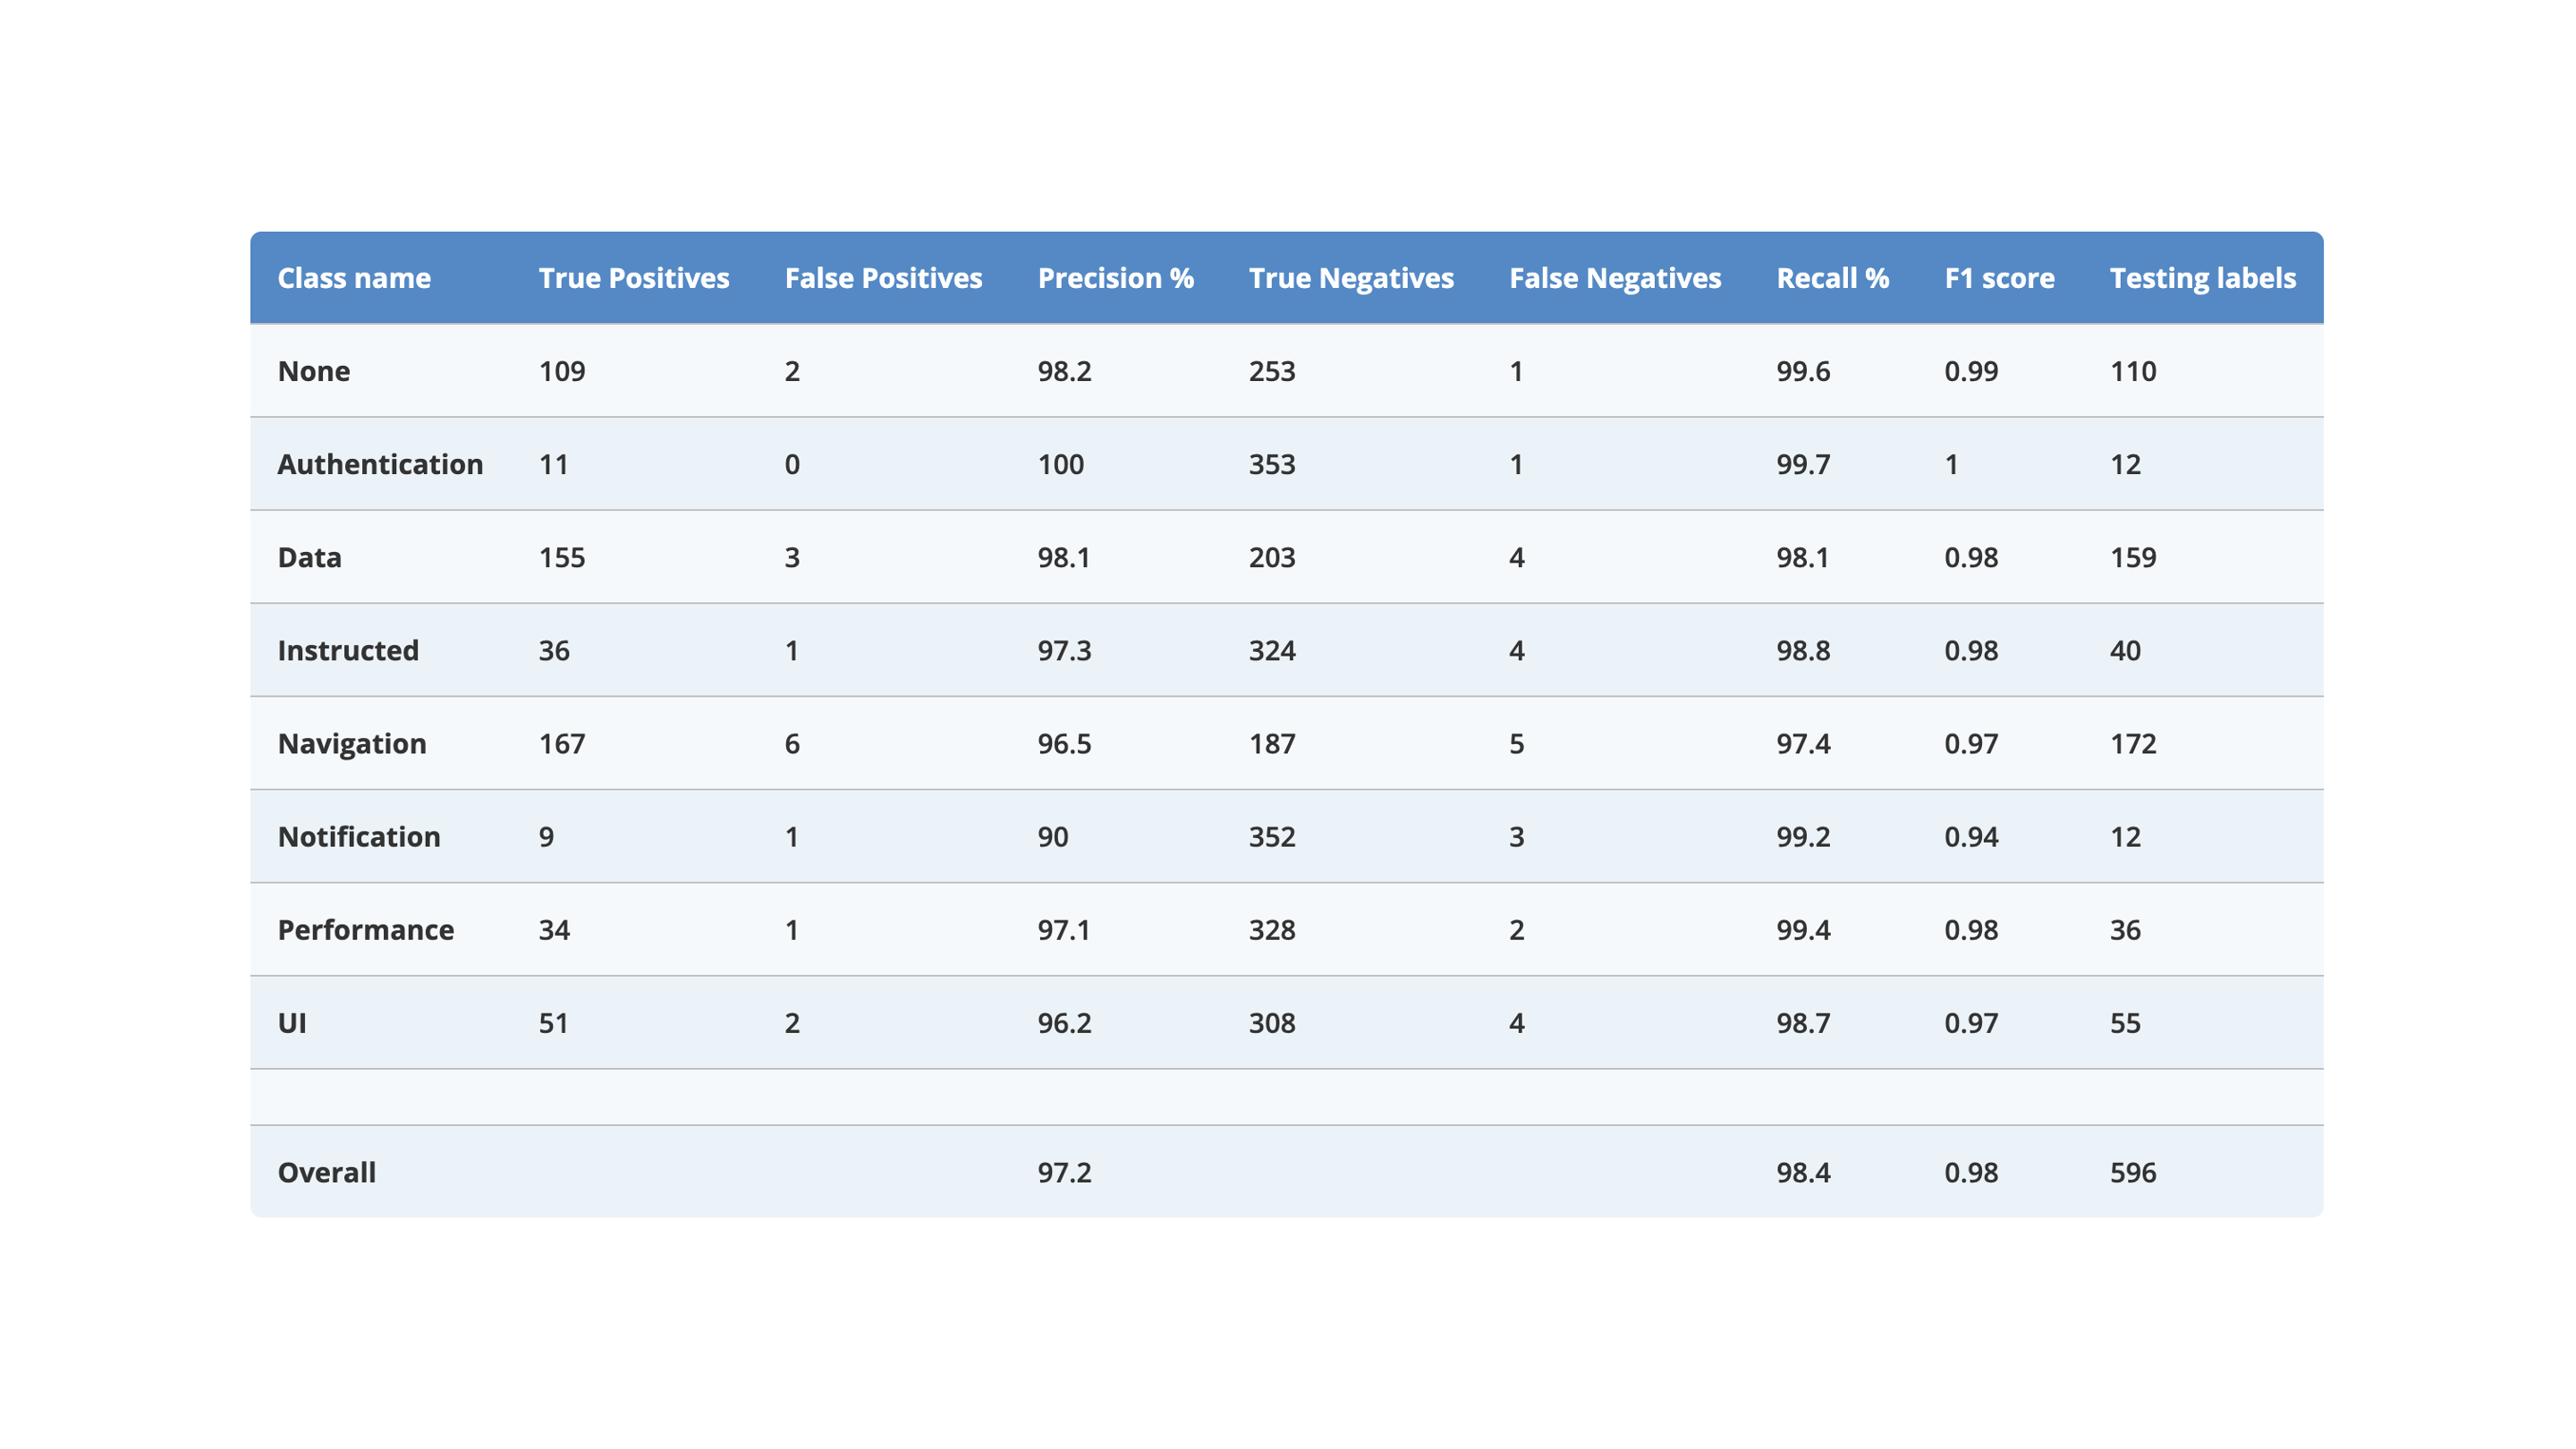 Class name True Positives False Positives Precision % True Negatives False Negatives Recall % F1 score Testing labels
None 109 2 98.2 253 1 99.6 0.99 110
Authentication 11 0 100 353 1 99.7 1 12
Data 155 3 98.1 203 4 98.1 0.98 159
Instructed 36 1 97.3 324 4 98.8 0.98 40
Navigation 167 6 96.5 187 5 97.4 0.97 172
Notification 9 1 90 352 3 99.2 0.94 12
Performance 34 1 97.1 328 2 99.4 0.98 36
UI 51 2 96.2 308 4 98.7 0.97 55
Overall 97.2 98.4 0.98 596